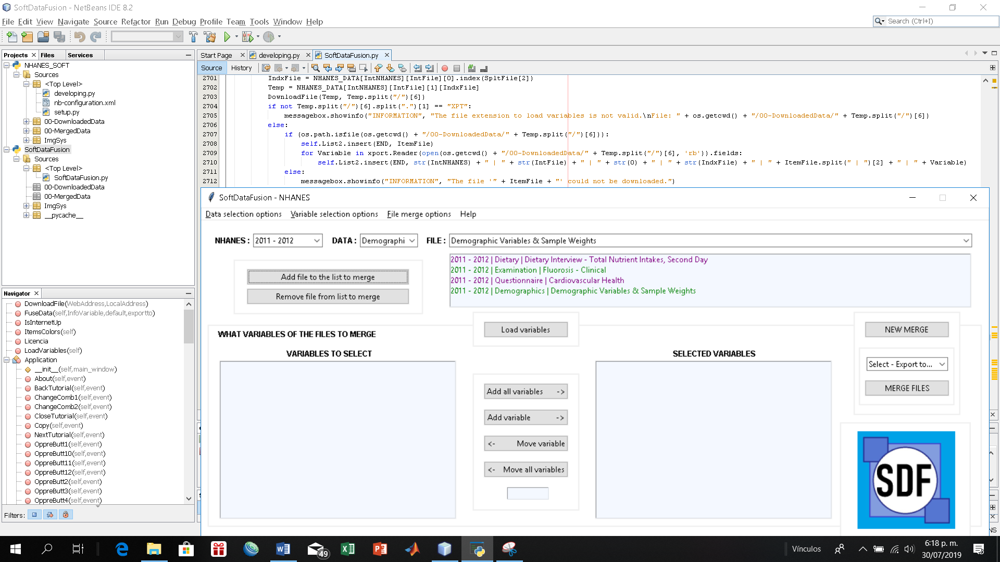 SoftDataFusion - NetBeans IDE 8.2
File Edit View Navigate Source Refactor Run Debug Profile Team Tools Window Help
Search (Ctrl+I)
Projects Files Services
NHANES_SOFT
Sources
<Top Level>
developing.py
nb-configuration.xml
setup.py
00-DownloadedData
00-MergedData
ImgSys
SoftDataFusion
Sources
<Top Level>
SoftDataFusion.py
00-DownloadedData
00-MergedData
ImgSys
__pycache__
Navigator
DownloadFile(WebAddress,LocalAddress)
FuseData(self,InfoVariable,default,exportto)
IsInternetUp
ItemsColors(self)
Licencia
LoadVariables(self)
Application
__init__(self,main_window)
About(self,event)
BackTutorial(self,event)
ChangeComb1(self,event)
ChangeComb2(self,event)
CloseTutorial(self,event)
Copy(self,event)
NextTutorial(self,event)
OppreButt1(self,event)
OppreButt10(self,event)
OppreButt11(self,event)
OppreButt12(self,event)
OppreButt2(self,event)
OppreButt3(self,event)
OppreButt4(self,event)
Filters:
Start Page developing.py SoftDataFusion.py
Source History
2701 IndxFile = NHANES_DATA[IntNHANES][IntFile][0].index(SpltFile[2])
2702 Temp = NHANES_DATA[IntNHANES][IntFile][1][IndxFile]
2703 DownloadFile(Temp, Temp.split("/")[6])
2704 if not Temp.split("/")[6].split(".")[1] == "XPT":
2705 messagebox.showinfo("INFORMATION", "The file extension to load variables is not valid.\nFile: " + os.getcwd() + "/00-DownloadedData/" + Temp.split("/")[6])
2706 else:
2707 if (os.path.isfile(os.getcwd() + "/00-DownloadedData/" + Temp.split("/")[6])):
2708 self.List2.insert(END, ItemFile)
2709 for Variable in xport.Reader(open(os.getcwd() + "/00-DownloadedData/" + Temp.split("/")[6], 'rb')).fields:
2710 self.List2.insert(END, str(IntNHANES) + " | " + str(IntFile) + " | " + str(0) + " | " + str(IndxFile) + " | " + ItemFile.split(" | ")[2] + " | " + Variable)
2711 else:
2712 messagebox.showinfo("INFORMATION", "The file '" + ItemFile + "' could not be downloaded.")
SoftDataFusion - NHANES
Data selection options Variable selection options File merge options Help
NHANES : 2011 - 2012 DATA : Demographi FILE : Demographic Variables & Sample Weights
2011 - 2012 | Dietary | Dietary Interview - Total Nutrient Intakes, Second Day
2011 - 2012 | Examination | Fluorosis - Clinical
2011 - 2012 | Questionnaire | Cardiovascular Health
2011 - 2012 | Demographics | Demographic Variables & Sample Weights
Add file to the list to merge
Remove file from list to merge
WHAT VARIABLES OF THE FILES TO MERGE
Load variables
VARIABLES TO SELECT
SELECTED VARIABLES
Add all variables ->
Add variable ->
<- Move variable
<- Move all variables
NEW MERGE
Select - Export to...
MERGE FILES
SDF
NS
49
Vínculos
6:18 p. m.
30/07/2019